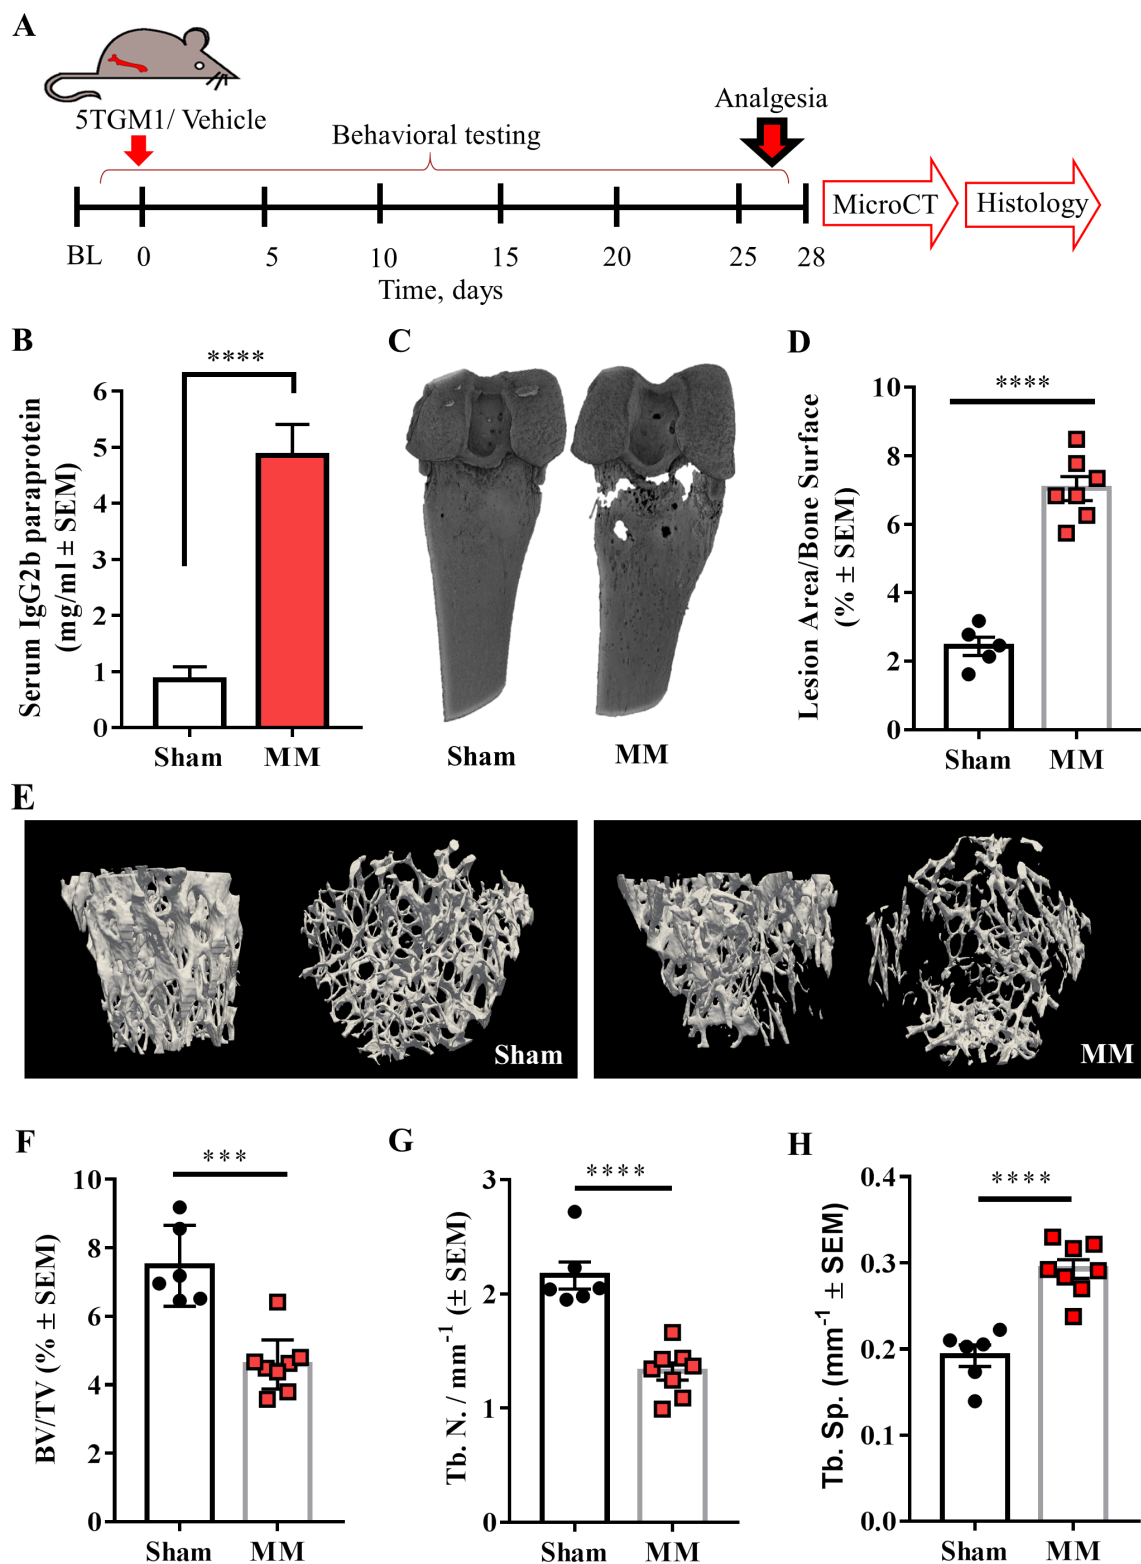 A
5TGM1/ Vehicle
Behavioral testing
Analgesia
MicroCT
Histology
BL 0 5 10 15 20 25 28
Time, days
B
****
Serum IgG2b paraprotein
(mg/ml ± SEM)
6
5
4
3
2
1
0
Sham MM
C
Sham MM
D
****
Lesion Area/Bone Surface
(% ± SEM)
10
8
6
4
2
0
Sham MM
E
Sham
MM
F
***
BV/TV (% ± SEM)
10
8
6
4
2
0
Sham MM
G
****
Tb. N. / mm⁻¹ (± SEM)
3
2
1
0
Sham MM
H
****
Tb. Sp. (mm⁻¹ ± SEM)
0.4
0.3
0.2
0.1
0.0
Sham MM